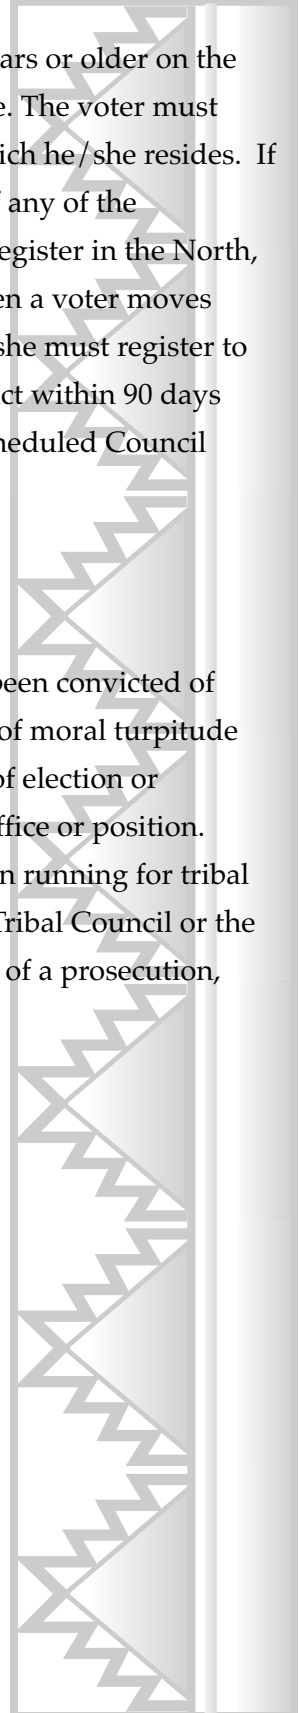 ars or older on the
e. The voter must
ich he/she resides. If
any of the
egister in the North,
en a voter moves
she must register to
ct within 90 days
heduled Council
been convicted of
of moral turpitude
of election or
ffice or position.
n running for tribal
Tribal Council or the
of a prosecution,